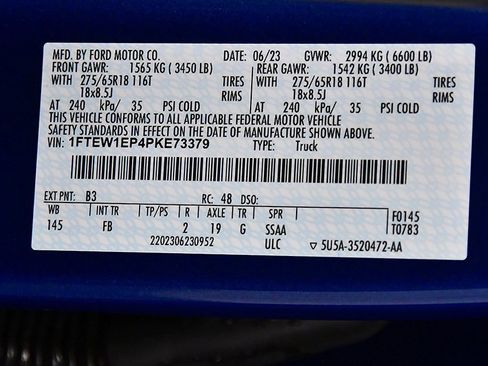 MFD. BY FORD MOTOR CO. DATE: 06/23 GVWR: 2994 KG (6600 LB)
FRONT GAWR: 1565 KG (3450 LB) REAR GAWR: 1542 KG (3400 LB)
WITH 275/65R18 116T TIRES WITH 275/65R18 116T TIRES
18x8.5J RIMS 18x8.5J RIMS
AT 240 kPa/ 35 PSI COLD AT 240 kPa/ 35 PSI COLD
THIS VEHICLE CONFORMS TO ALL APPLICABLE FEDERAL MOTOR VEHICLE
SAFETY STANDARDS IN EFFECT ON THE DATE OF MANUFACTURE SHOWN ABOVE.
VIN: 1FTEW1EP4PKE73379 TYPE: Truck
EXT PNT: B3 RC: 48 DSO:
WB INT TR TP/PS R AXLE TR SPR F0145
145 FB 2 19 G SSAA T0783
2202306230952 ULC 5U5A-3520472-AA